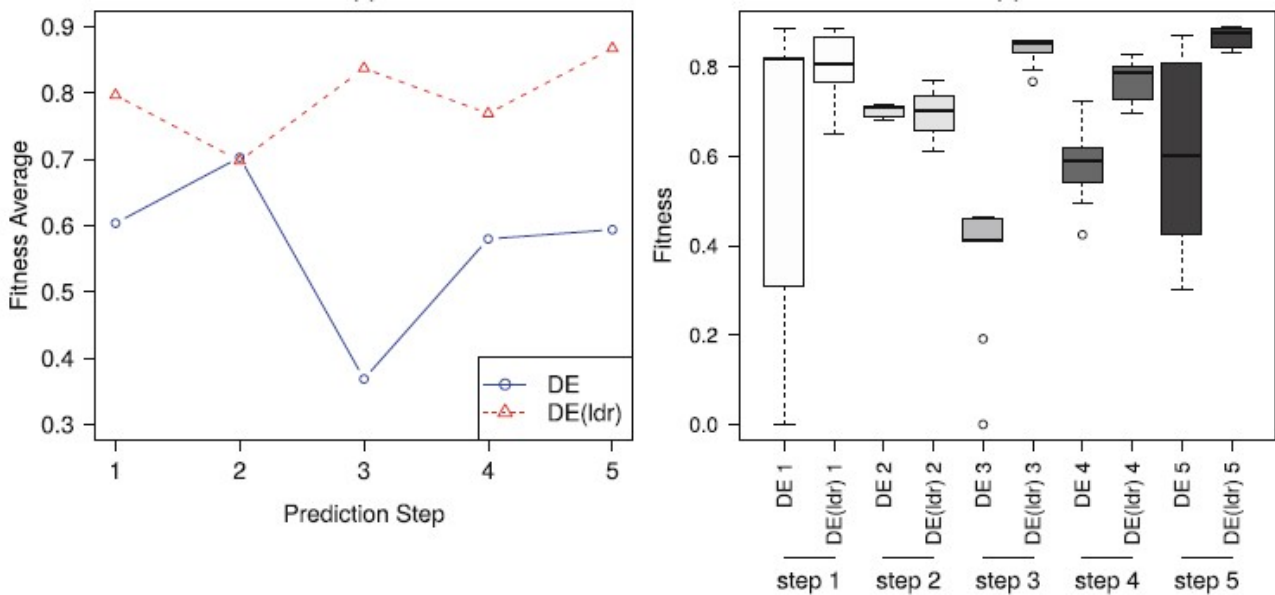 0.9
0.8
0.7
0.6
0.5
0.4
0.3
Fitness Average
1 2 3 4 5
Prediction Step
DE
DE(ldr)
0.8
0.6
0.4
0.2
0.0
Fitness
DE 1
DE(ldr) 1
DE 2
DE(ldr) 2
DE 3
DE(ldr) 3
DE 4
DE(ldr) 4
DE 5
DE(ldr) 5
step 1 step 2 step 3 step 4 step 5